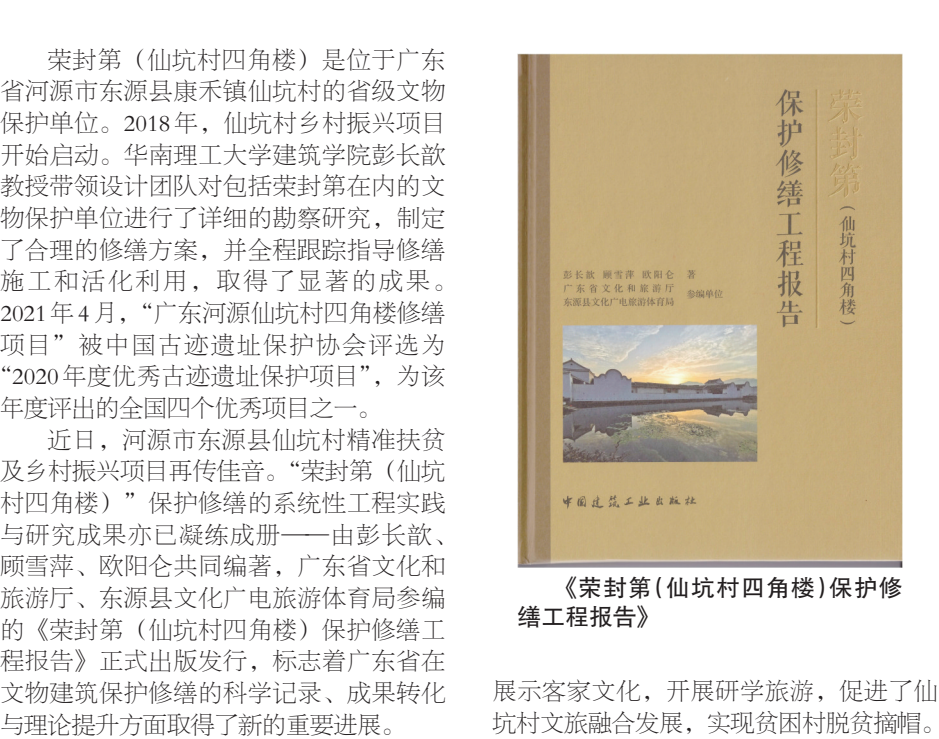 荣封第（仙坑村四角楼）是位于广东
省河源市东源县康禾镇仙坑村的省级文物
保护单位。2018年，仙坑村乡村振兴项目
开始启动。华南理工大学建筑学院彭长歆
教授带领设计团队对包括荣封第在内的文
物保护单位进行了详细的勘察研究，制定
了合理的修缮方案，并全程跟踪指导修缮
施工和活化利用，取得了显著的成果。
2021年4月，“广东河源仙坑村四角楼修缮
项目”被中国古迹遗址保护协会评选为
“2020年度优秀古迹遗址保护项目”，为该
年度评出的全国四个优秀项目之一。
近日，河源市东源县仙坑村精准扶贫
及乡村振兴项目再传佳音。“荣封第（仙坑
村四角楼）”保护修缮的系统性工程实践
与研究成果亦已凝练成册——由彭长歆、
顾雪萍、欧阳仑共同编著，广东省文化和
旅游厅、东源县文化广电旅游体育局参编
的《荣封第（仙坑村四角楼）保护修缮工
程报告》正式出版发行，标志着广东省在
文物建筑保护修缮的科学记录、成果转化
与理论提升方面取得了新的重要进展。
荣封第（仙坑村四角楼）
保护修缮工程报告
彭长歆 顾雪萍 欧阳仑 著
广东省文化和旅游厅
东源县文化广电旅游体育局
参编单位
中国建筑工业出版社
《荣封第(仙坑村四角楼)保护修
缮工程报告》
展示客家文化，开展研学旅游，促进了仙
坑村文旅融合发展，实现贫困村脱贫摘帽。